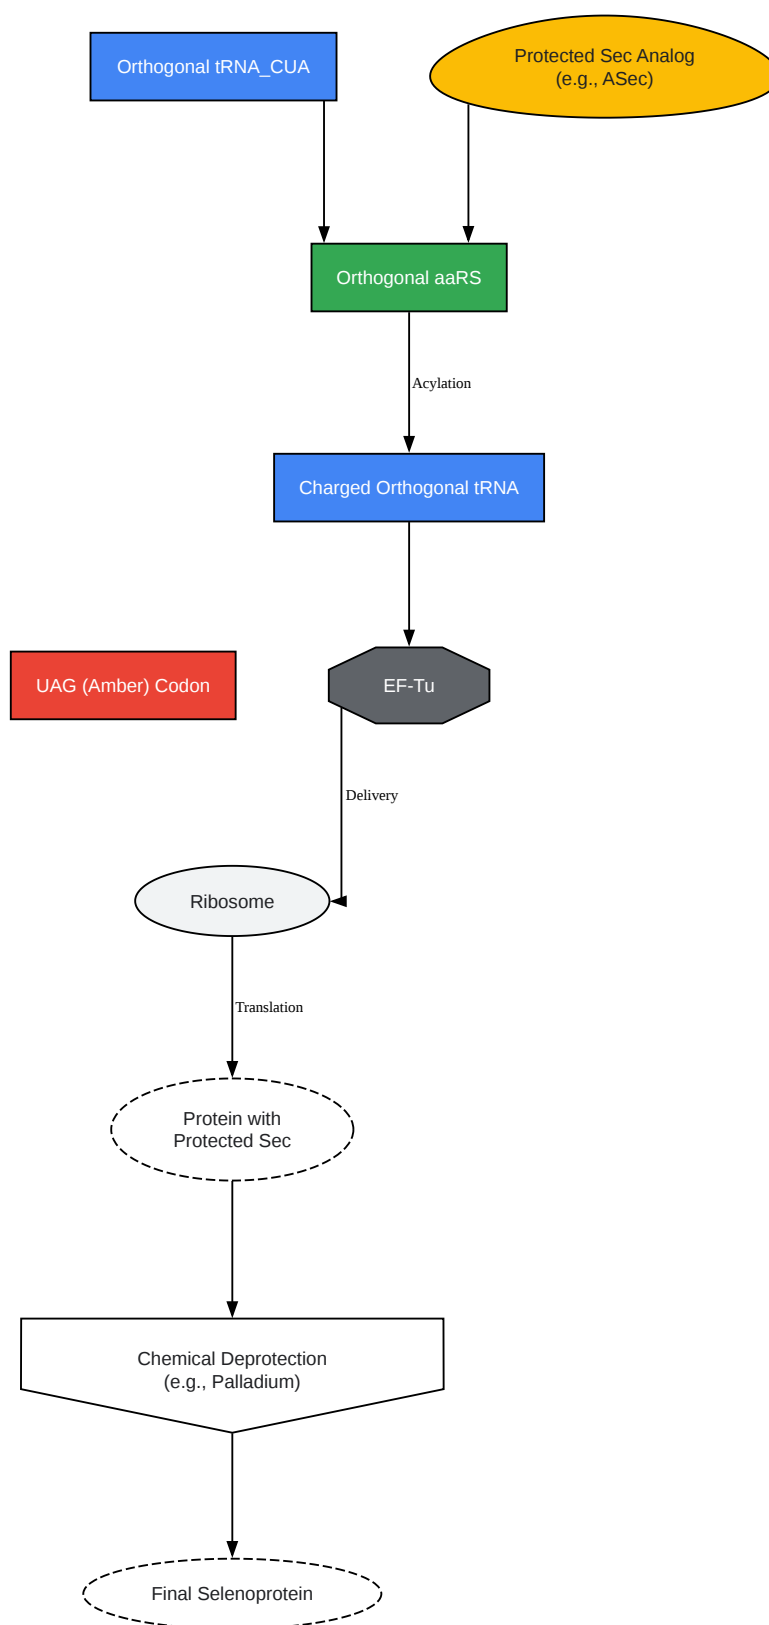 Orthogonal tRNA_CUA
Protected Sec Analog
(e.g., ASec)
Orthogonal aaRS
Acylation
Charged Orthogonal tRNA
UAG (Amber) Codon
EF-Tu
Delivery
Ribosome
Translation
Protein with
Protected Sec
Chemical Deprotection
(e.g., Palladium)
Final Selenoprotein